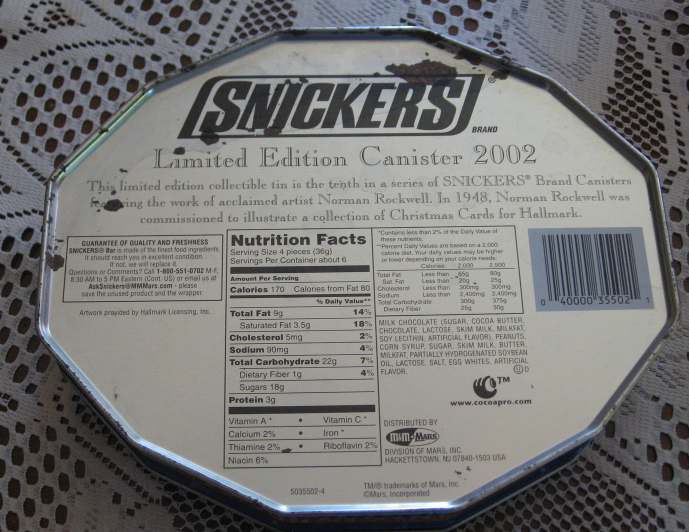 SNICKERS®
BRAND
Limited Edition Canister 2002
This limited edition collectible tin is the tenth in a series of SNICKERS® Brand Canisters
the work of acclaimed artist Norman Rockwell. In 1948, Norman Rockwell was
commissioned to illustrate a collection of Christmas Cards for Hallmark.
GUARANTEE OF QUALITY AND FRESHNESS
SNICKERS® Bar is made of the finest food ingredients.
It should reach you in excellent condition.
If not, we will replace it.
Questions or Comments? Call 1-800-551-0702 M-F,
8:30 AM to 5 PM Eastern (Cont. US) or email us at
AskSnickers@MMMars.com - please
save the unused product and the wrapper.
Artwork provided by Hallmark Licensing, Inc.
Nutrition Facts
Serving Size 4 pieces (36g)
Servings Per Container about 6
Amount Per Serving
Calories 170 Calories from Fat 80
% Daily Value**
Total Fat 9g 14%
Saturated Fat 3.5g 18%
Cholesterol 5mg 2%
Sodium 90mg 4%
Total Carbohydrate 22g 7%
Dietary Fiber 1g 4%
Sugars 18g
Protein 3g
Vitamin A * • Vitamin C *
Calcium 2% • Iron *
Thiamine 2% • Riboflavin 2%
Niacin 6%
*Contains less than 2% of the Daily Value of
these nutrients.
**Percent Daily Values are based on a 2,000
calorie diet. Your daily values may be higher
or lower depending on your calorie needs:
Calories: 2,000 2,500
Total Fat Less than 65g 80g
Sat. Fat Less than 20g 25g
Cholesterol Less than 300mg 300mg
Sodium Less than 2,400mg 2,400mg
Total Carbohydrate 300g 375g
Dietary Fiber 25g 30g
MILK CHOCOLATE (SUGAR, COCOA BUTTER,
CHOCOLATE, LACTOSE, SKIM MILK, MILKFAT,
SOY LECITHIN, ARTIFICIAL FLAVOR), PEANUTS,
CORN SYRUP, SUGAR, SKIM MILK, BUTTER,
MILKFAT, PARTIALLY HYDROGENATED SOYBEAN
OIL, LACTOSE, SALT, EGG WHITES, ARTIFICIAL
FLAVOR.
Ⓤ D
TM
www.cocoapro.com
DISTRIBUTED BY
m&m-MARS
DIVISION OF MARS, INC.
HACKETTSTOWN, NJ 07840-1503 USA
0 40000 35502 1
5035502-4
TM/® trademarks of Mars, Inc.
©Mars, Incorporated